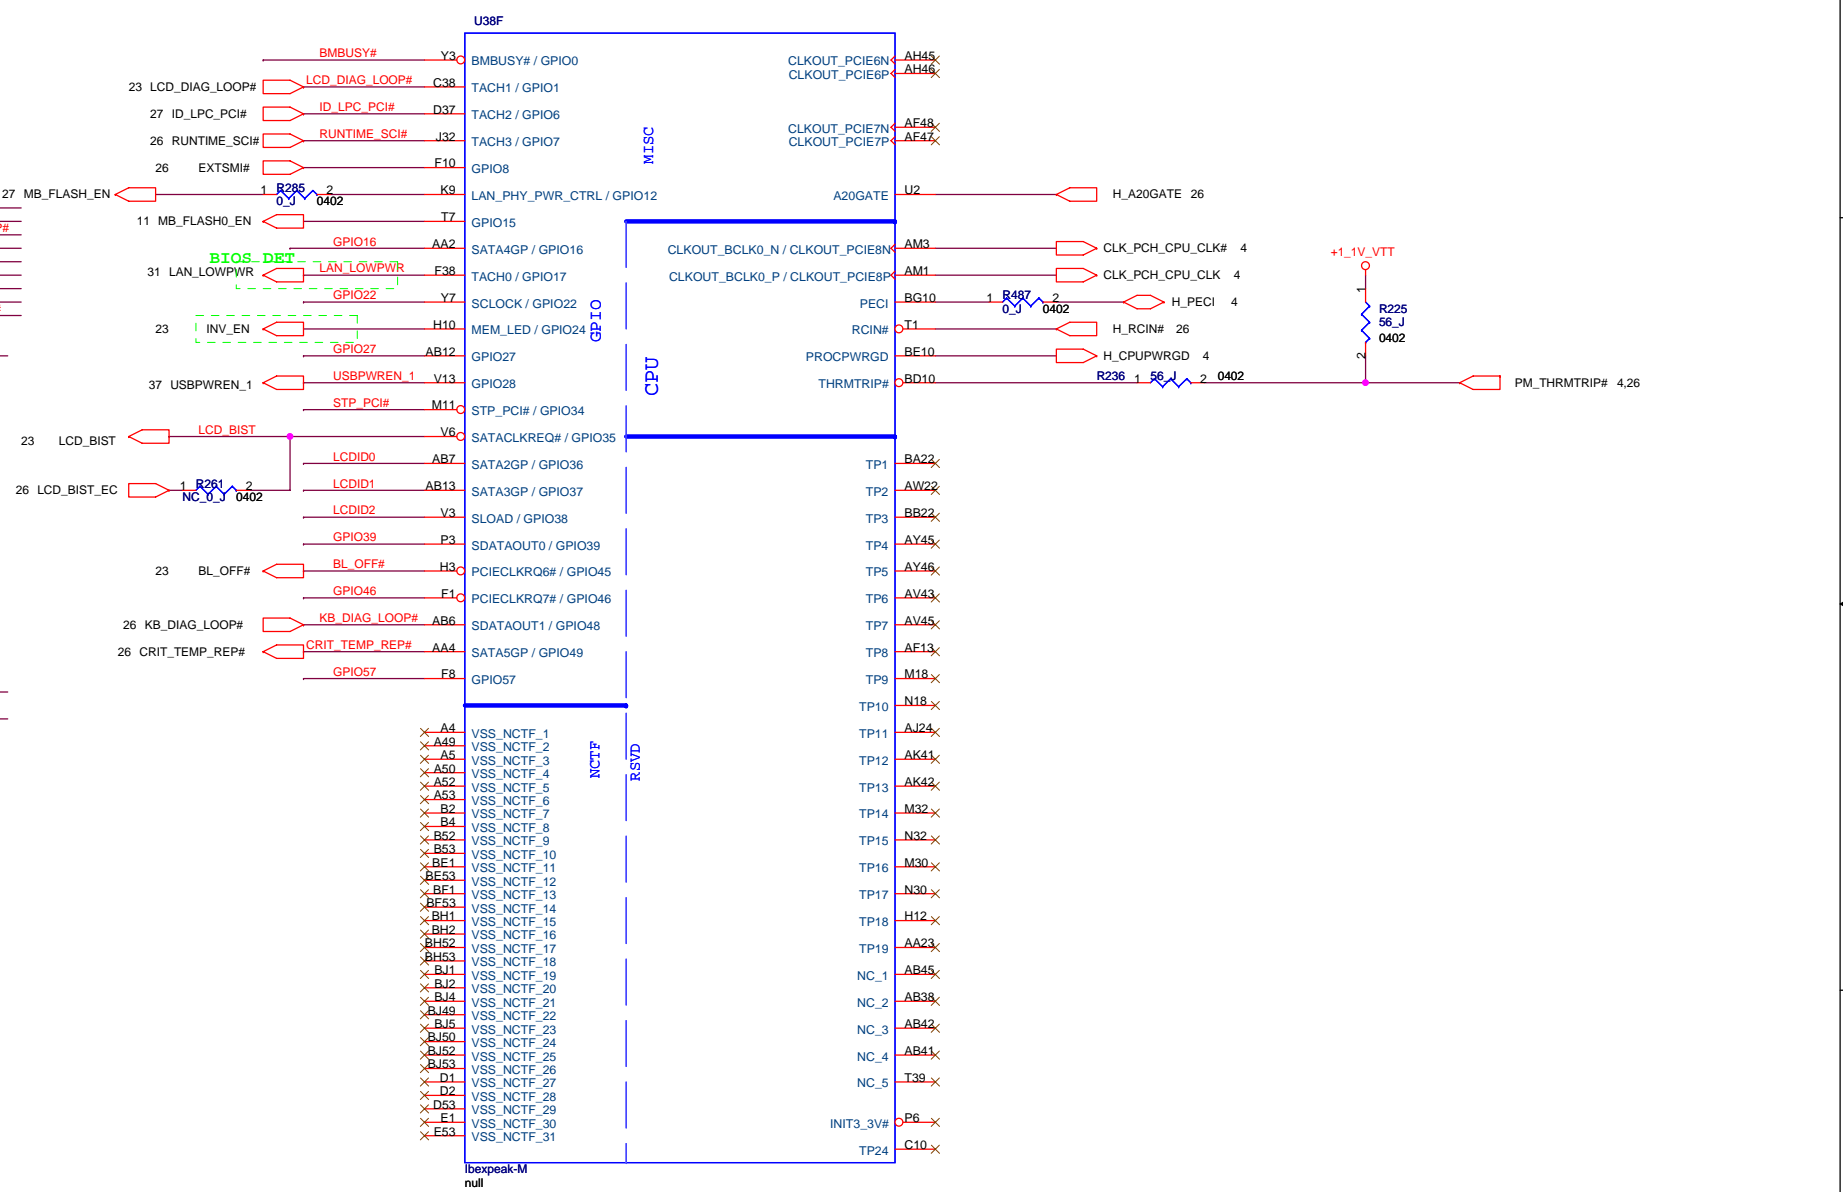 U38F
BMBUSY# Y3 BMBUSY# / GPIO0 CLKOUT_PCIE6N AH45
CLKOUT_PCIE6P AH46
23 LCD_DIAG_LOOP# LCD_DIAG_LOOP# C38 TACH1 / GPIO1
27 ID_LPC_PCI# ID_LPC_PCI# D37 TACH2 / GPIO6
CLKOUT_PCIE7N AF48
26 RUNTIME_SCI# RUNTIME_SCI# J32 TACH3 / GPIO7 CLKOUT_PCIE7P AF47
MISC
26 EXTSMI# F10 GPIO8
27 MB_FLASH_EN 1 R285 2 K9 LAN_PHY_PWR_CTRL / GPIO12 A20GATE U2 H_A20GATE 26
0_J 0402
11 MB_FLASH0_EN T7 GPIO15
GPIO16 AA2 SATA4GP / GPIO16 CLKOUT_BCLK0_N / CLKOUT_PCIE8N AM3 CLK_PCH_CPU_CLK# 4
+1_1V_VTT
BIOS_DET
31 LAN_LOWPWR LAN_LOWPWR F38 TACH0 / GPIO17 CLKOUT_BCLK0_P / CLKOUT_PCIE8P AM1 CLK_PCH_CPU_CLK 4
GPIO22 Y7 SCLOCK / GPIO22 PECI BG10 1 R487 2 H_PECI 4
0_J 0402
1 R225
56_J
0402
2
GPIO
23 INV_EN H10 MEM_LED / GPIO24 RCIN# T1 H_RCIN# 26
GPIO27 AB12 GPIO27 PROCPWRGD BE10 H_CPUPWRGD 4
CPU
37 USBPWREN_1 USBPWREN_1 V13 GPIO28 THRMTRIP# BD10 R236 1 56_J 2 0402 PM_THRMTRIP# 4,26
STP_PCI# M11 STP_PCI# / GPIO34
23 LCD_BIST LCD_BIST V6 SATACLKREQ# / GPIO35
LCDID0 AB7 SATA2GP / GPIO36 TP1 BA22
26 LCD_BIST_EC 1 R261 2 LCDID1 AB13 SATA3GP / GPIO37 TP2 AW22
NC_0_J 0402
LCDID2 V3 SLOAD / GPIO38 TP3 BB22
GPIO39 P3 SDATAOUT0 / GPIO39 TP4 AY45
23 BL_OFF# BL_OFF# H3 PCIECLKRQ6# / GPIO45 TP5 AY46
GPIO46 F1 PCIECLKRQ7# / GPIO46 TP6 AV43
26 KB_DIAG_LOOP# KB_DIAG_LOOP# AB6 SDATAOUT1 / GPIO48 TP7 AV45
26 CRIT_TEMP_REP# CRIT_TEMP_REP# AA4 SATA5GP / GPIO49 TP8 AF13
GPIO57 F8 GPIO57 TP9 M18
TP10 N18
A4 VSS_NCTF_1 TP11 AJ24
A49 VSS_NCTF_2
NCTF RSVD
A5 VSS_NCTF_3 TP12 AK41
A50 VSS_NCTF_4
A52 VSS_NCTF_5 TP13 AK42
A53 VSS_NCTF_6
B2 VSS_NCTF_7 TP14 M32
B4 VSS_NCTF_8
B52 VSS_NCTF_9 TP15 N32
B53 VSS_NCTF_10
BE1 VSS_NCTF_11 TP16 M30
BE53 VSS_NCTF_12
BF1 VSS_NCTF_13 TP17 N30
BF53 VSS_NCTF_14
BH1 VSS_NCTF_15 TP18 H12
BH2 VSS_NCTF_16
BH52 VSS_NCTF_17 TP19 AA23
BH53 VSS_NCTF_18
BJ1 VSS_NCTF_19 NC_1 AB45
BJ2 VSS_NCTF_20
BJ4 VSS_NCTF_21 NC_2 AB38
BJ49 VSS_NCTF_22
BJ5 VSS_NCTF_23 NC_3 AB42
BJ50 VSS_NCTF_24
BJ52 VSS_NCTF_25 NC_4 AB41
BJ53 VSS_NCTF_26
D1 VSS_NCTF_27 NC_5 T39
D2 VSS_NCTF_28
D53 VSS_NCTF_29
E1 VSS_NCTF_30 INIT3_3V# P6
E53 VSS_NCTF_31
TP24 C10
Ibexpeak-M
null